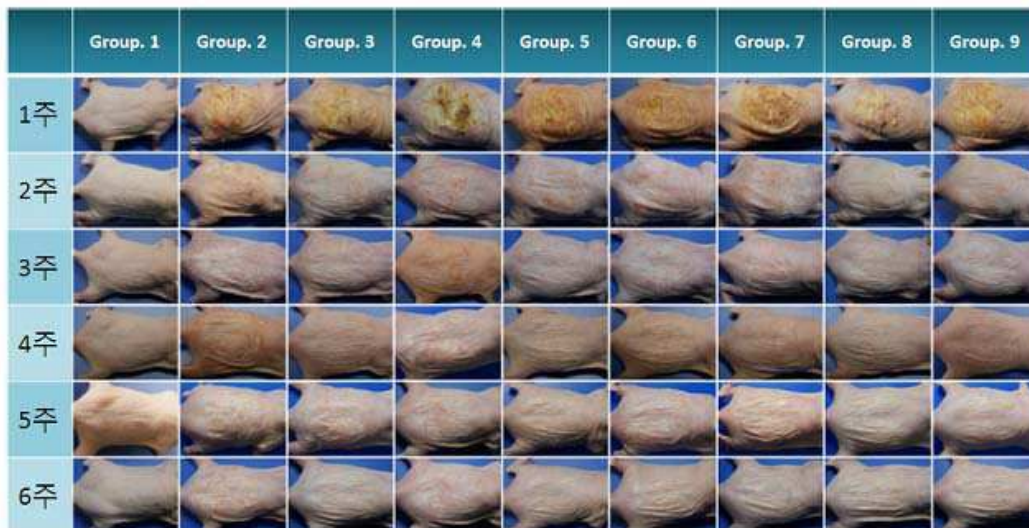 Group. 1 Group. 2 Group. 3 Group. 4 Group. 5 Group. 6 Group. 7 Group. 8 Group. 9
1주
2주
3주
4주
5주
6주